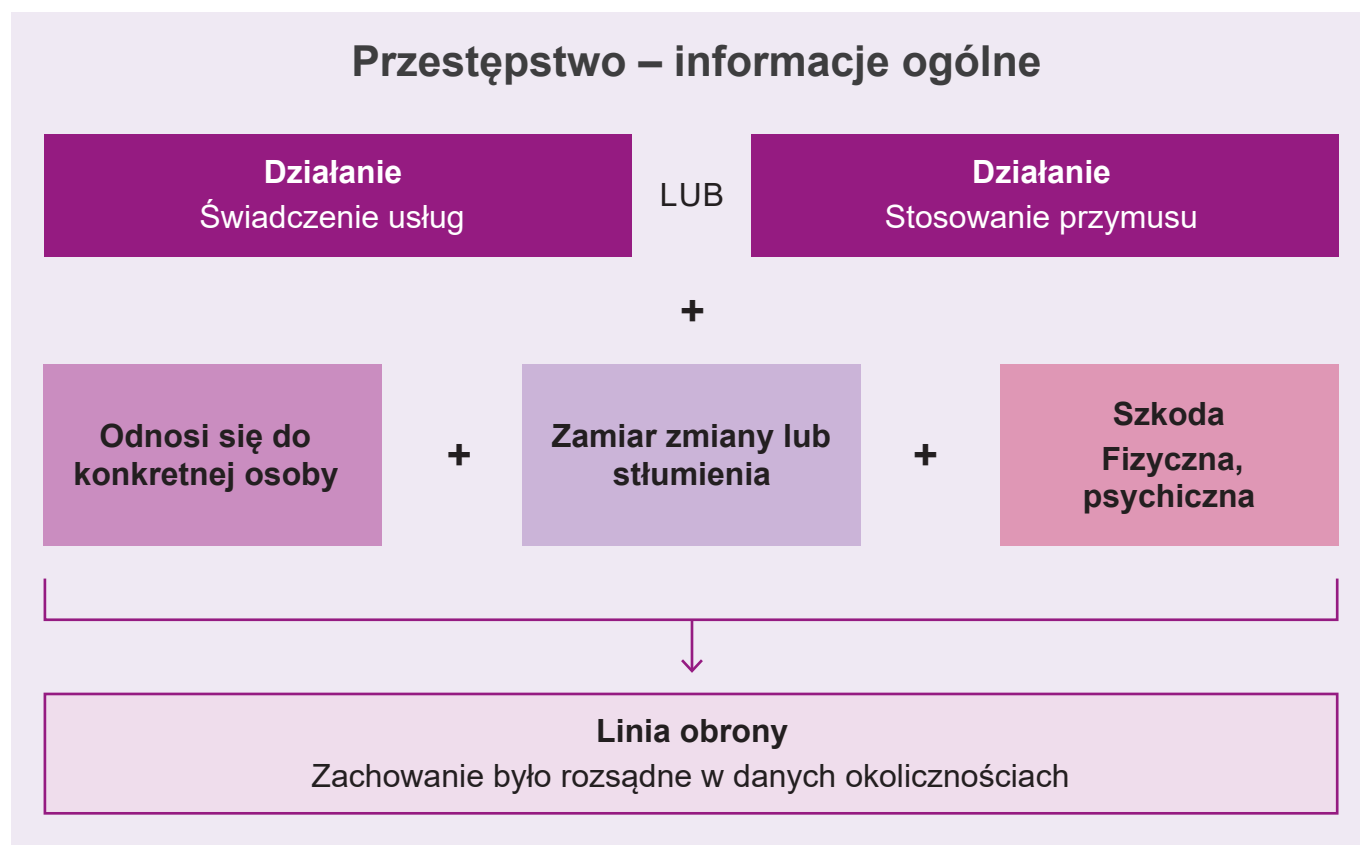 Przestępstwo – informacje ogólne
Działanie
Świadczenie usług
LUB
Działanie
Stosowanie przymusu
+
Odnosi się do
konkretnej osoby
+
Zamiar zmiany lub
stłumienia
+
Szkoda
Fizyczna,
psychiczna
Linia obrony
Zachowanie było rozsądne w danych okolicznościach